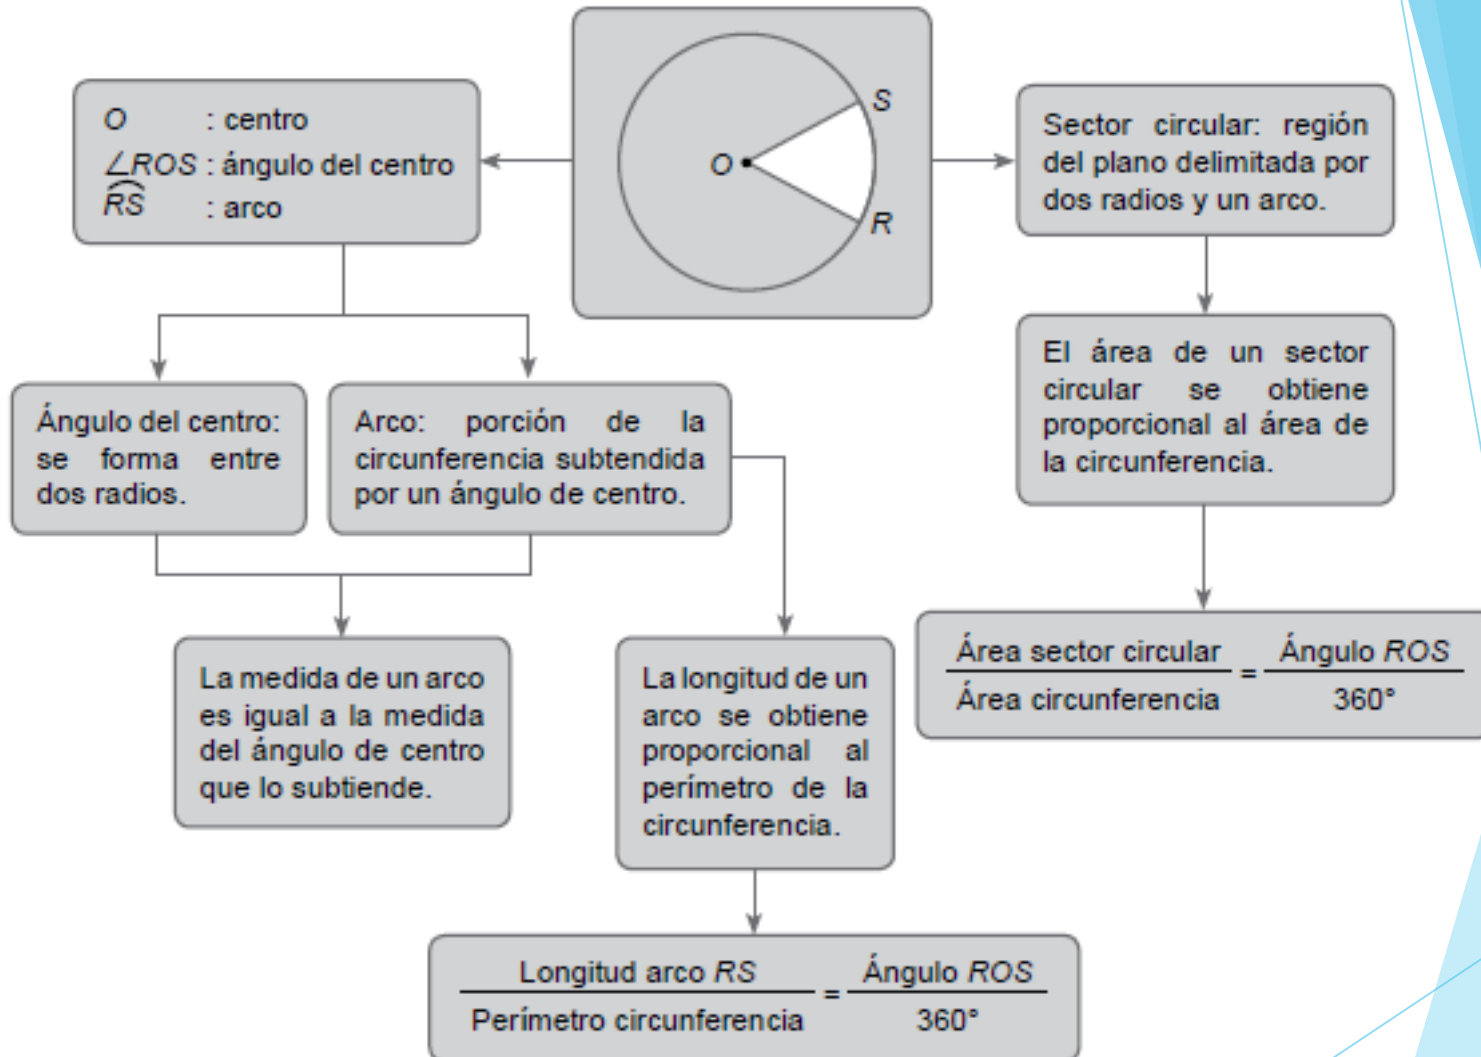 O : centro
∠ROS : ángulo del centro
R͡S : arco
O
S
R
Sector circular: región
del plano delimitada por
dos radios y un arco.
Ángulo del centro:
se forma entre
dos radios.
Arco: porción de la
circunferencia subtendida
por un ángulo de centro.
El área de un sector
circular se obtiene
proporcional al área de
la circunferencia.
La medida de un arco
es igual a la medida
del ángulo de centro
que lo subtiende.
La longitud de un
arco se obtiene
proporcional al
perímetro de la
circunferencia.
Área sector circular = Ángulo ROS
Área circunferencia 360°
Longitud arco RS = Ángulo ROS
Perímetro circunferencia 360°